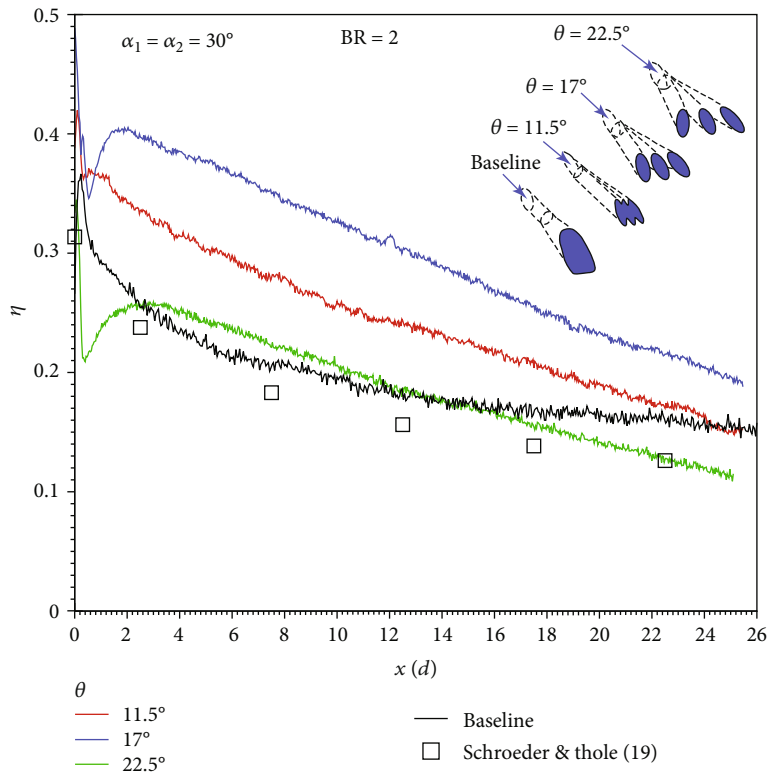 0.5
0.4
0.3
0.2
0.1
0
η
α1 = α2 = 30°
BR = 2
θ = 22.5°
θ = 17°
θ = 11.5°
Baseline
0 2 4 6 8 10 12 14 16 18 20 22 24 26
x (d)
θ
11.5°
17°
22.5°
Baseline
Schroeder & thole (19)